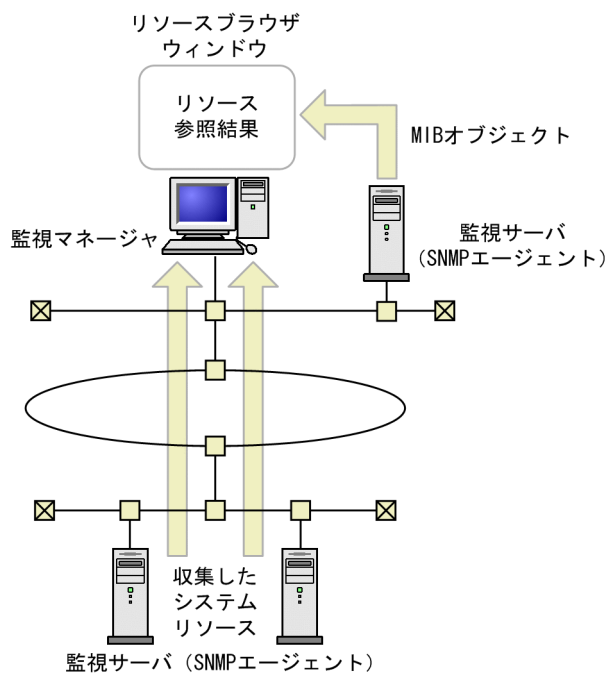 リソースブラウザ
ウィンドウ
リソース
参照結果
MIBオブジェクト
監視マネージャ
監視サーバ
（SNMPエージェント）
収集した
システム
リソース
監視サーバ（SNMPエージェント）